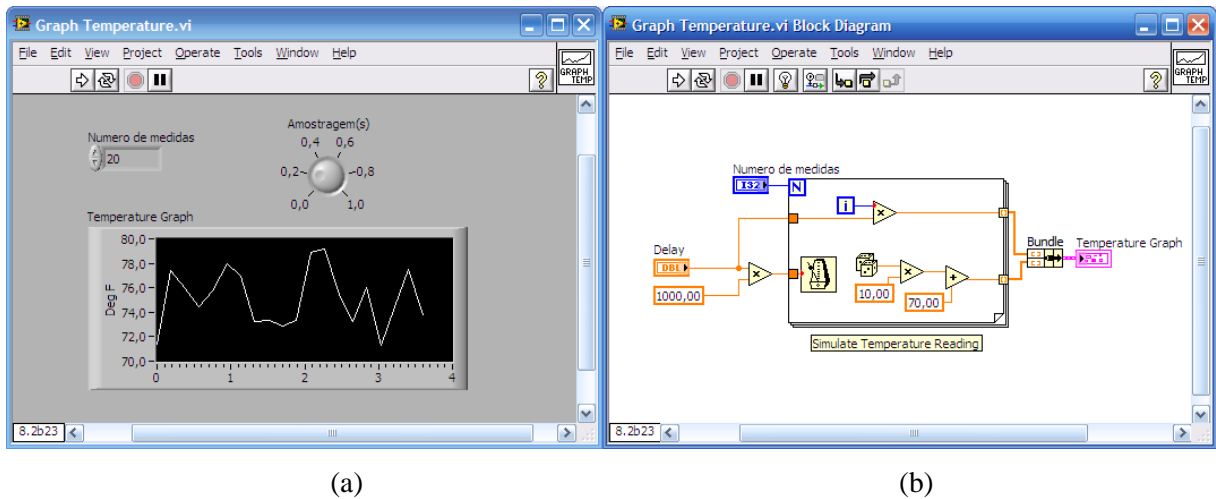 Graph Temperature.vi
File Edit View Project Operate Tools Window Help
GRAPH
TEMP
Numero de medidas
20
Amostragem(s)
0,4 0,6
0,2 0,8
0,0 1,0
Temperature Graph
Deg F
80,0
78,0
76,0
74,0
72,0
70,0
0 1 2 3 4
8.2b23
(a)
Graph Temperature.vi Block Diagram
File Edit View Project Operate Tools Window Help
GRAPH
TEMP
Numero de medidas
I32 N
i
Delay
DBL
1000,00
10,00
70,00
Bundle
Temperature Graph
Simulate Temperature Reading
8.2b23
(b)